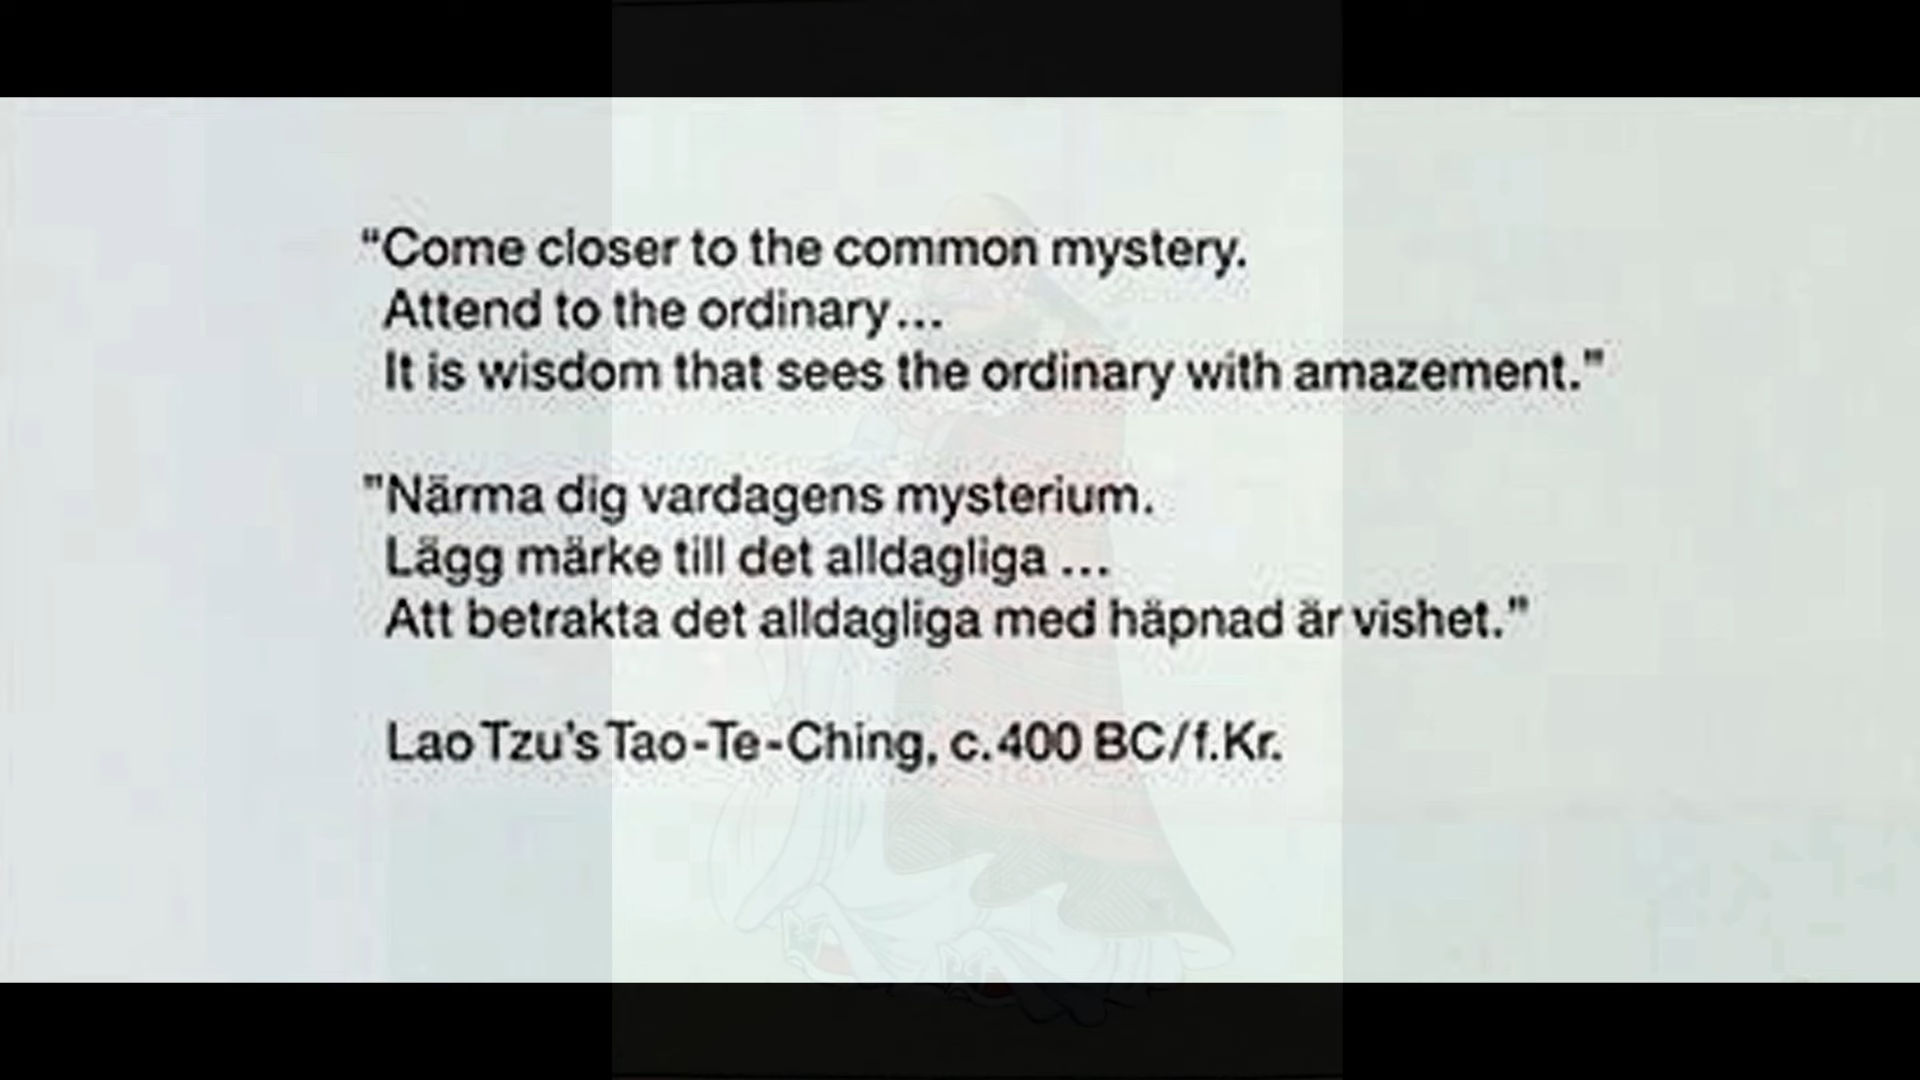 “Come closer to the common mystery.
Attend to the ordinary...
It is wisdom that sees the ordinary with amazement."
"Närma dig vardagens mysterium.
Lägg märke till det alldagliga ...
Att betrakta det alldagliga med häpnad är vishet."
Lao Tzu's Tao-Te-Ching, c.400 BC/f.Kr.